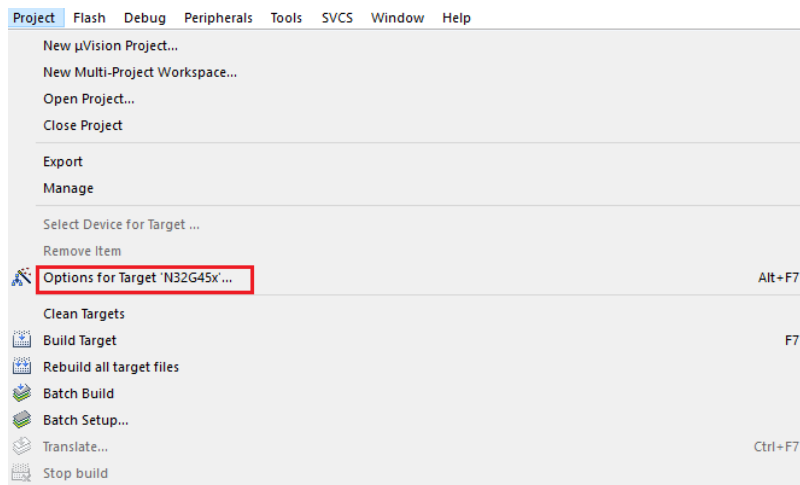 Project Flash Debug Peripherals Tools SVCS Window Help
New µVision Project...
New Multi-Project Workspace...
Open Project...
Close Project
Export
Manage
Select Device for Target ...
Remove Item
Options for Target 'N32G45x'... Alt+F7
Clean Targets
Build Target F7
Rebuild all target files
Batch Build
Batch Setup...
Translate... Ctrl+F7
Stop build